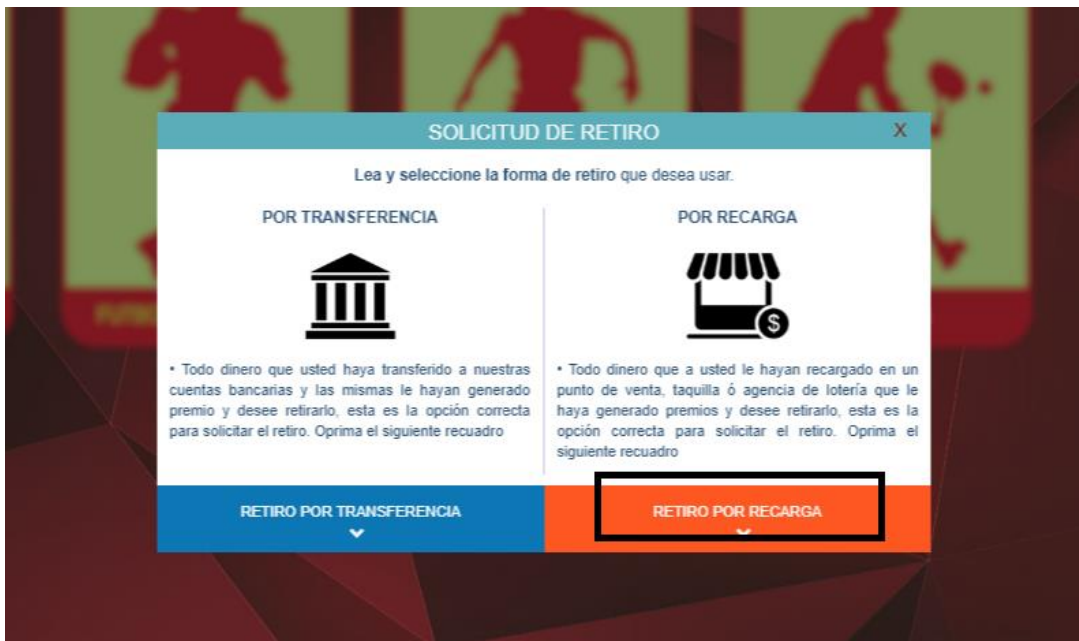 SOLICITUD DE RETIRO
X
Lea y seleccione la forma de retiro que desea usar.
POR TRANSFERENCIA
• Todo dinero que usted haya transferido a nuestras
cuentas bancarias y las mismas le hayan generado
premio y desee retirarlo, esta es la opción correcta
para solicitar el retiro. Oprima el siguiente recuadro
RETIRO POR TRANSFERENCIA
POR RECARGA
$
• Todo dinero que a usted le hayan recargado en un
punto de venta, taquilla ó agencia de lotería que le
haya generado premios y desee retirarlo, esta es la
opción correcta para solicitar el retiro. Oprima el
siguiente recuadro
RETIRO POR RECARGA